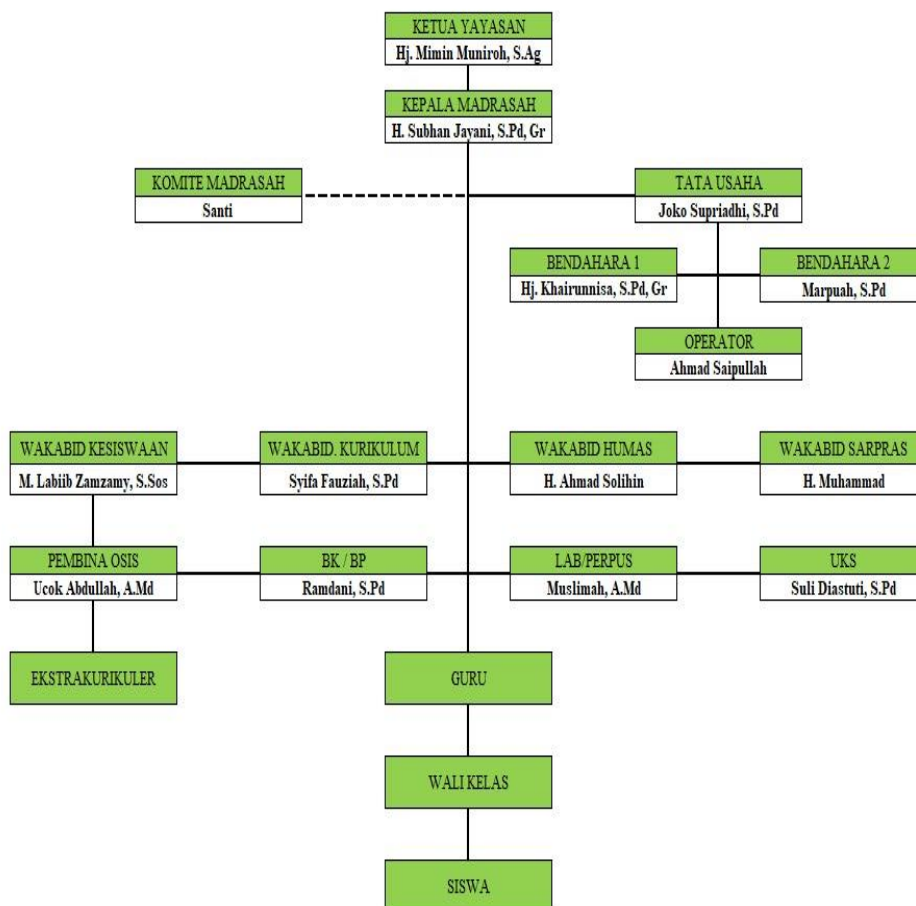 KETUA YAYASAN
Hj. Mimin Muniroh, S.Ag
KEPALA MADRASAH
H. Subhan Jayani, S.Pd, Gr
KOMITE MADRASAH
Santi
TATA USAHA
Joko Supriadhi, S.Pd
BENDAHARA 1
Hj. Khairunnisa, S.Pd, Gr
BENDAHARA 2
Marpuah, S.Pd
OPERATOR
Ahmad Saipullah
WAKABID KESISWAAN
M. Labiib Zamzamy, S.Sos
WAKABID. KURIKULUM
Syifa Fauziah, S.Pd
WAKABID HUMAS
H. Ahmad Solihin
WAKABID SARPRAS
H. Muhammad
PEMBINA OSIS
Ucok Abdullah, A.Md
BK / BP
Ramdani, S.Pd
LAB/PERPUS
Muslimah, A.Md
UKS
Suli Diastuti, S.Pd
EKSTRAKURIKULER
GURU
WALI KELAS
SISWA